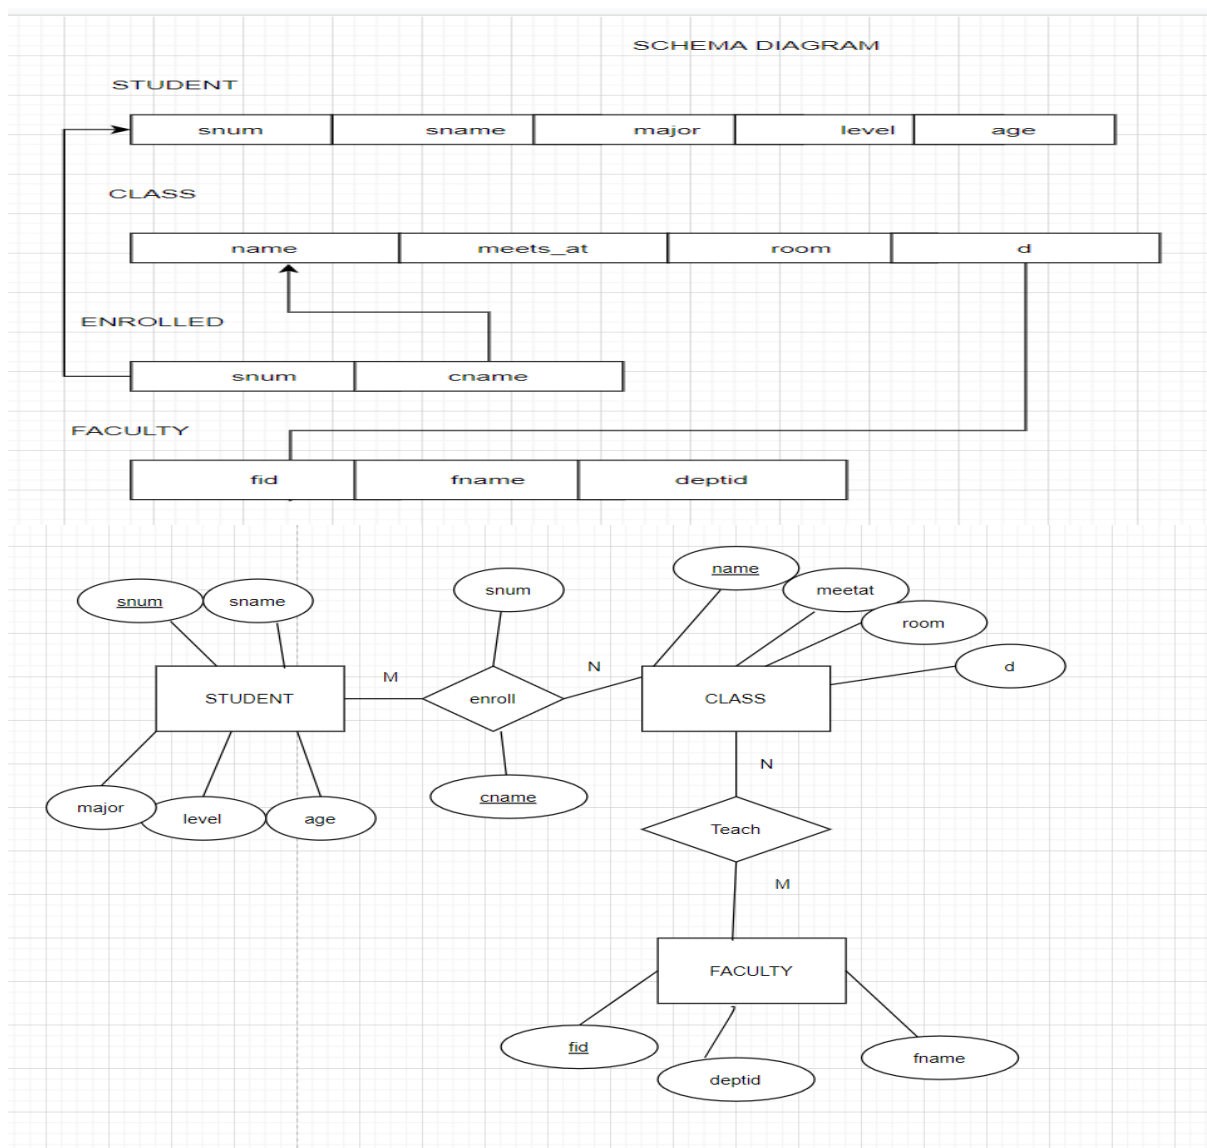 SCHEMA DIAGRAM
STUDENT
snum sname major level age
CLASS
name meets_at room d
ENROLLED
snum cname
FACULTY
fid fname deptid
name
snum sname snum meetat
room
d
M N
STUDENT enroll CLASS
N
cname
major level age
Teach
M
FACULTY
fid fname
deptid